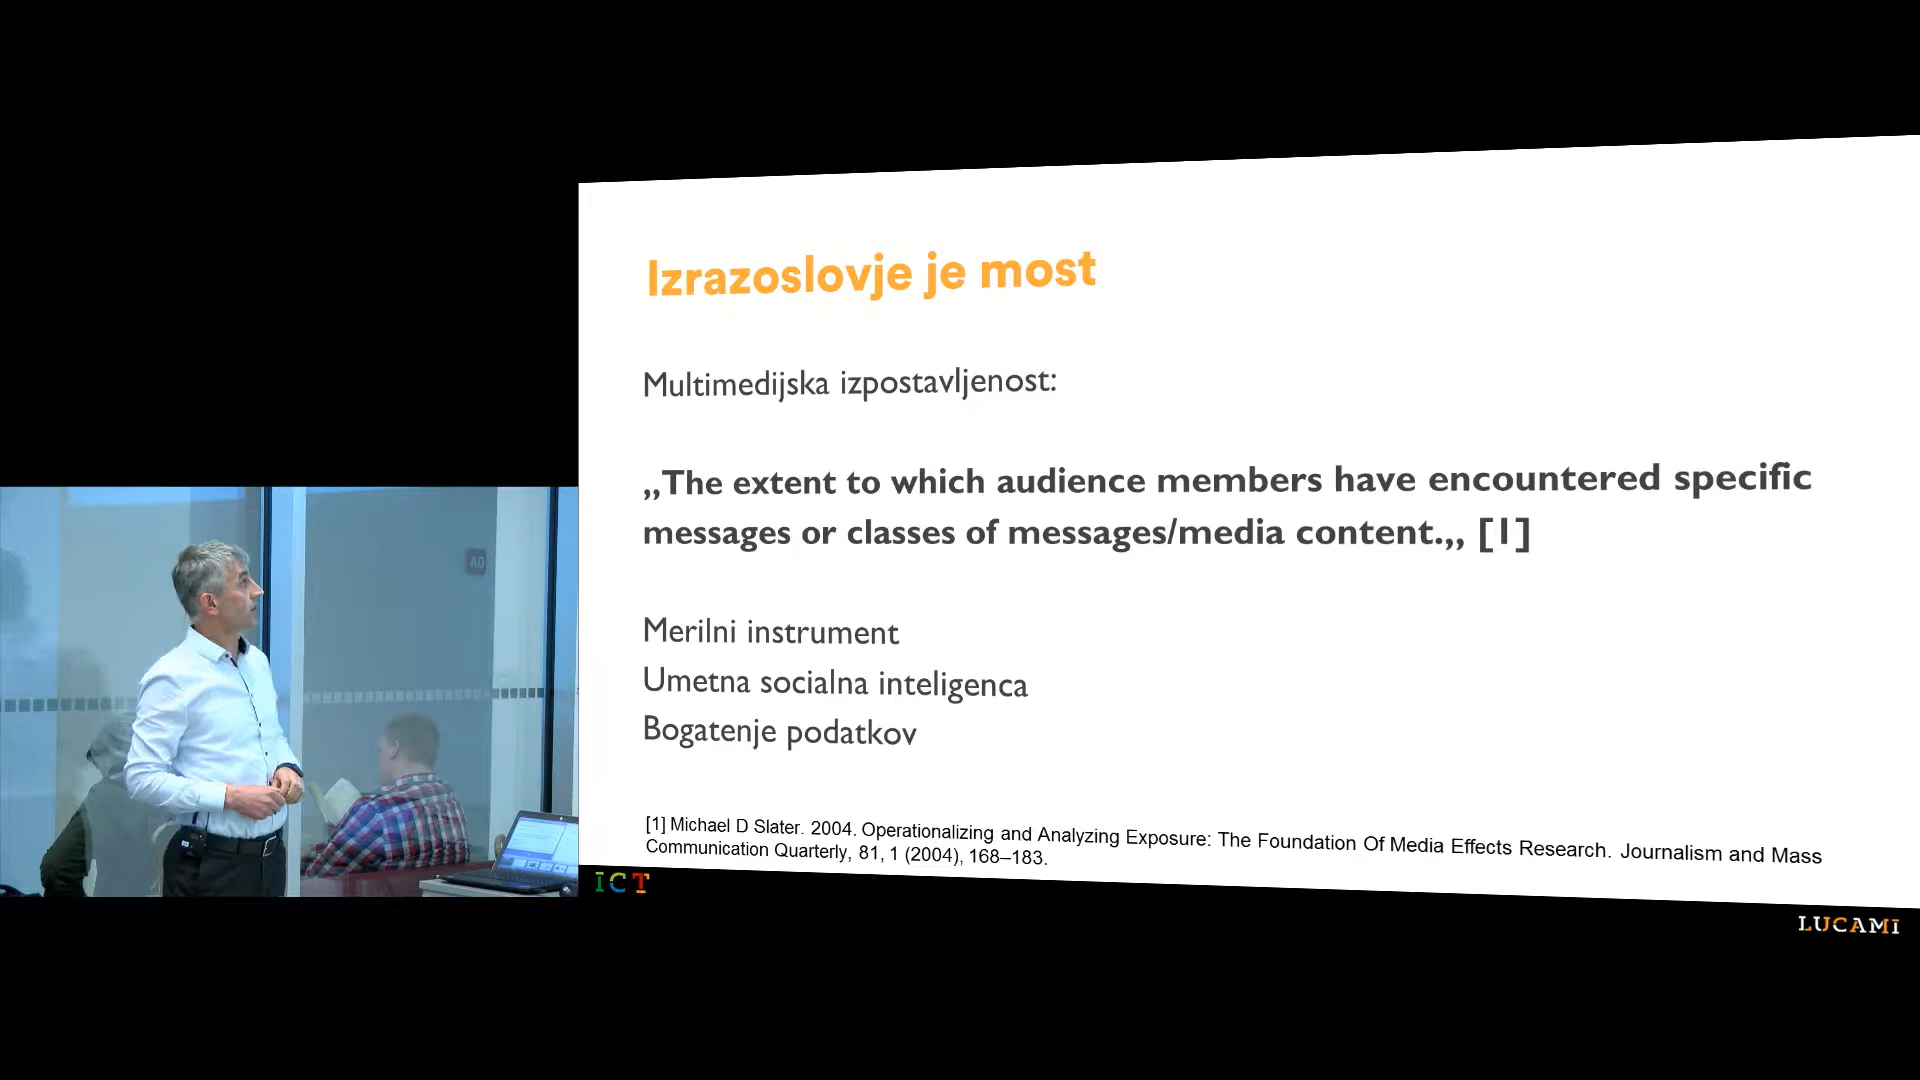 Izrazoslovje je most
Multimedijska izpostavljenost:
„The extent to which audience members have encountered specific
messages or classes of messages/media content.„ [1]
Merilni instrument
Umetna socialna inteligenca
Bogatenje podatkov
[1] Michael D Slater. 2004. Operationalizing and Analyzing Exposure: The Foundation Of Media Effects Research. Journalism and Mass
Communication Quarterly, 81, 1 (2004), 168–183.
ICT
LUCAMI